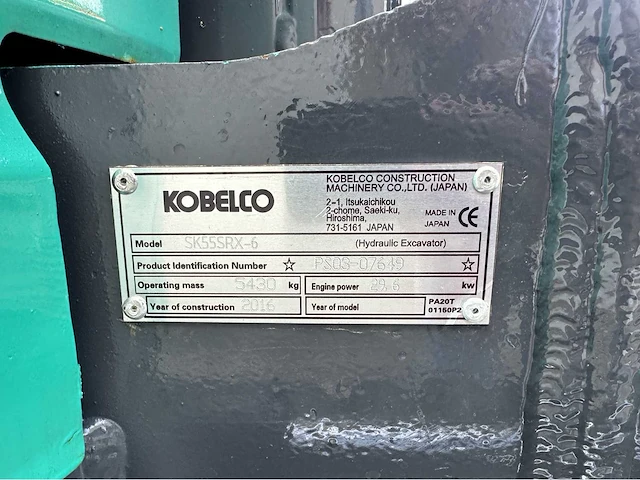 KOBELCO
KOBELCO CONSTRUCTION
MACHINERY CO.,LTD. (JAPAN)
2-1, Itsukaichikou
2-chome, Saeki-ku,
Hiroshima,
731-5161 JAPAN
MADE IN
JAPAN
CE
Model SK55SRX-6 (Hydraulic Excavator)
Product Identification Number ☆ PS03-07649 ☆
Operating mass 5430 kg Engine power 29.6 kw
Year of construction 2016 Year of model
PA20T
01150P2